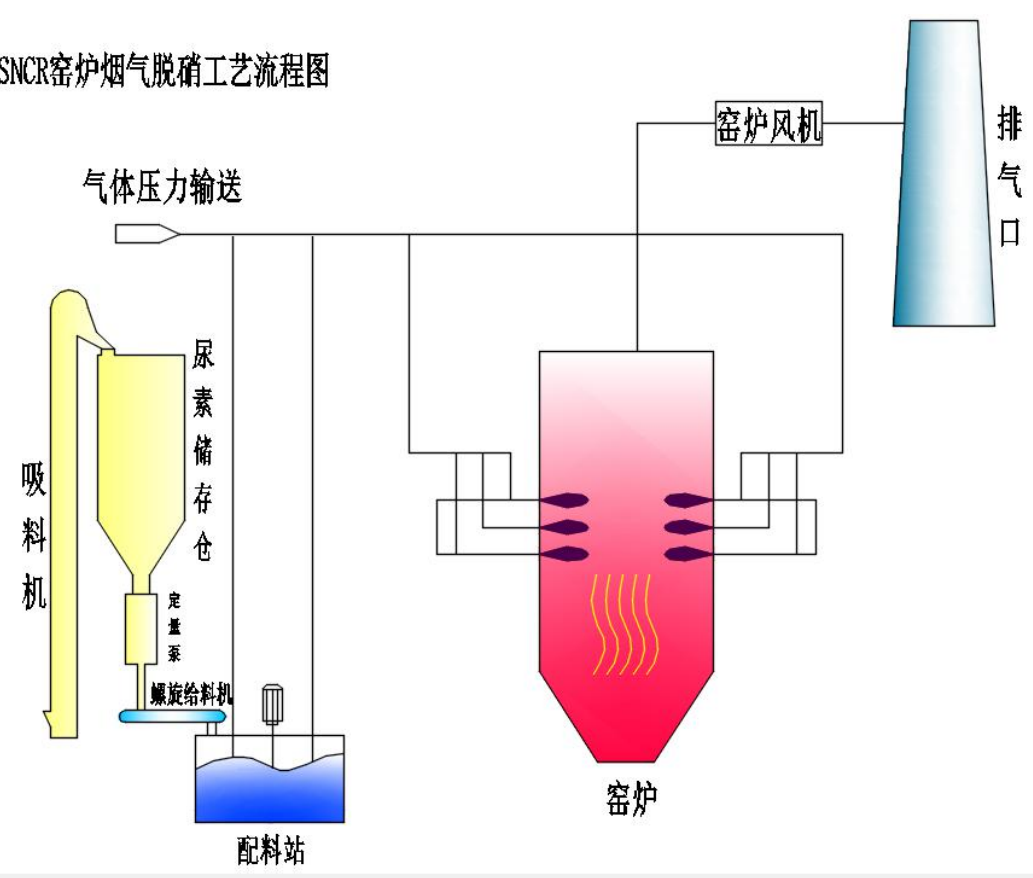 SNCR窑炉烟气脱硝工艺流程图
窑炉风机
排气口
气体压力输送
尿素储存仓
吸料机
定量泵
螺旋给料机
窑炉
配料站